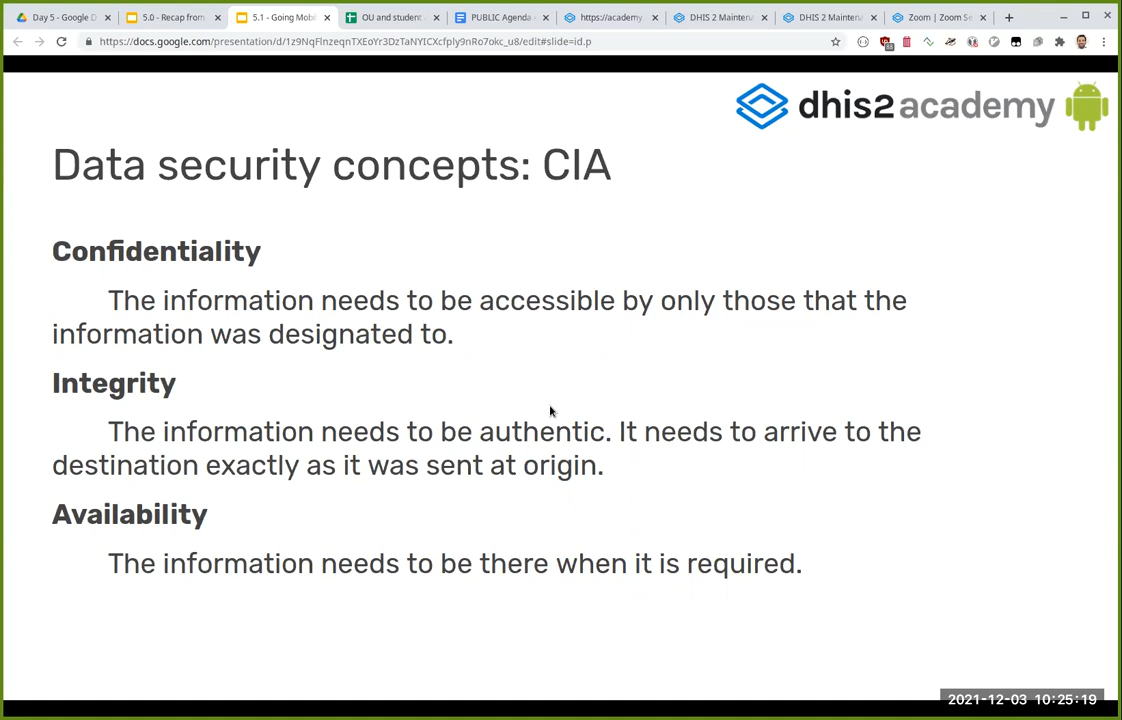 Day 5 - Google D
5.0 - Recap from
5.1 - Going Mobi
OU and student
PUBLIC Agenda
https://academy
DHIS 2 Maintena
DHIS 2 Maintena
Zoom | Zoom Se
https://docs.google.com/presentation/d/1z9NqFlnzeqnTXEoYr3DzTaNYICXcfply9nRo7okc_u8/edit#slide=id.p
dhis2 academy
Data security concepts: CIA
Confidentiality
The information needs to be accessible by only those that the
information was designated to.
Integrity
The information needs to be authentic. It needs to arrive to the
destination exactly as it was sent at origin.
Availability
The information needs to be there when it is required.
2021-12-03 10:25:19